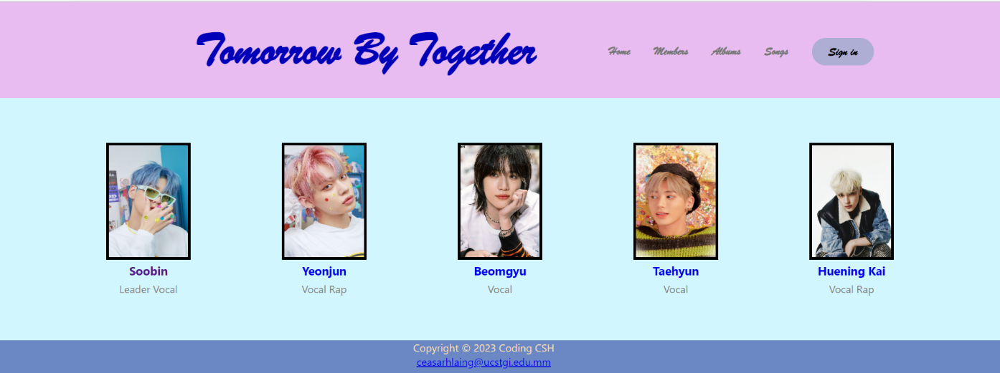 Tomorrow By Together
Home Members Albums Songs Sign in
Soobin Yeonjun Beomgyu Taehyun Huening Kai
Leader Vocal Vocal Rap Vocal Vocal Vocal Rap
Copyright © 2023 Coding CSH
ceasarhlaing@ucstgi.edu.mm